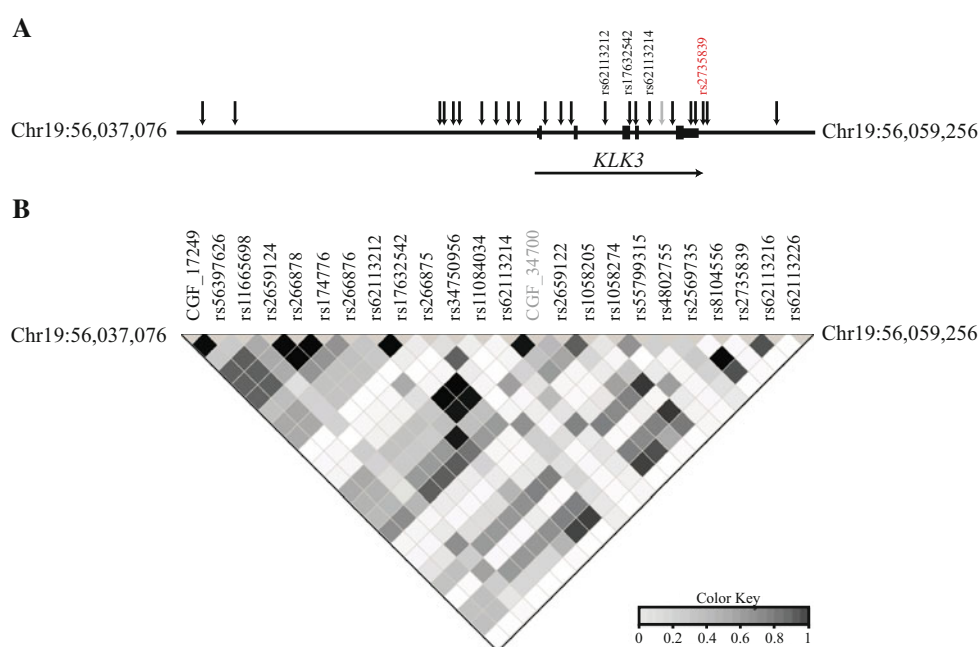 A
rs62113212
rs17632542
rs62113214
rs2735839
Chr19:56,037,076
Chr19:56,059,256
KLK3
B
CGF_17249
rs56397626
rs11665698
rs2659124
rs266878
rs174776
rs266876
rs62113212
rs17632542
rs266875
rs34750956
rs11084034
rs62113214
CGF_34700
rs2659122
rs1058205
rs1058274
rs55799315
rs4802755
rs2569735
rs8104556
rs2735839
rs62113216
rs62113226
Chr19:56,037,076
Chr19:56,059,256
Color Key
0 0.2 0.4 0.6 0.8 1